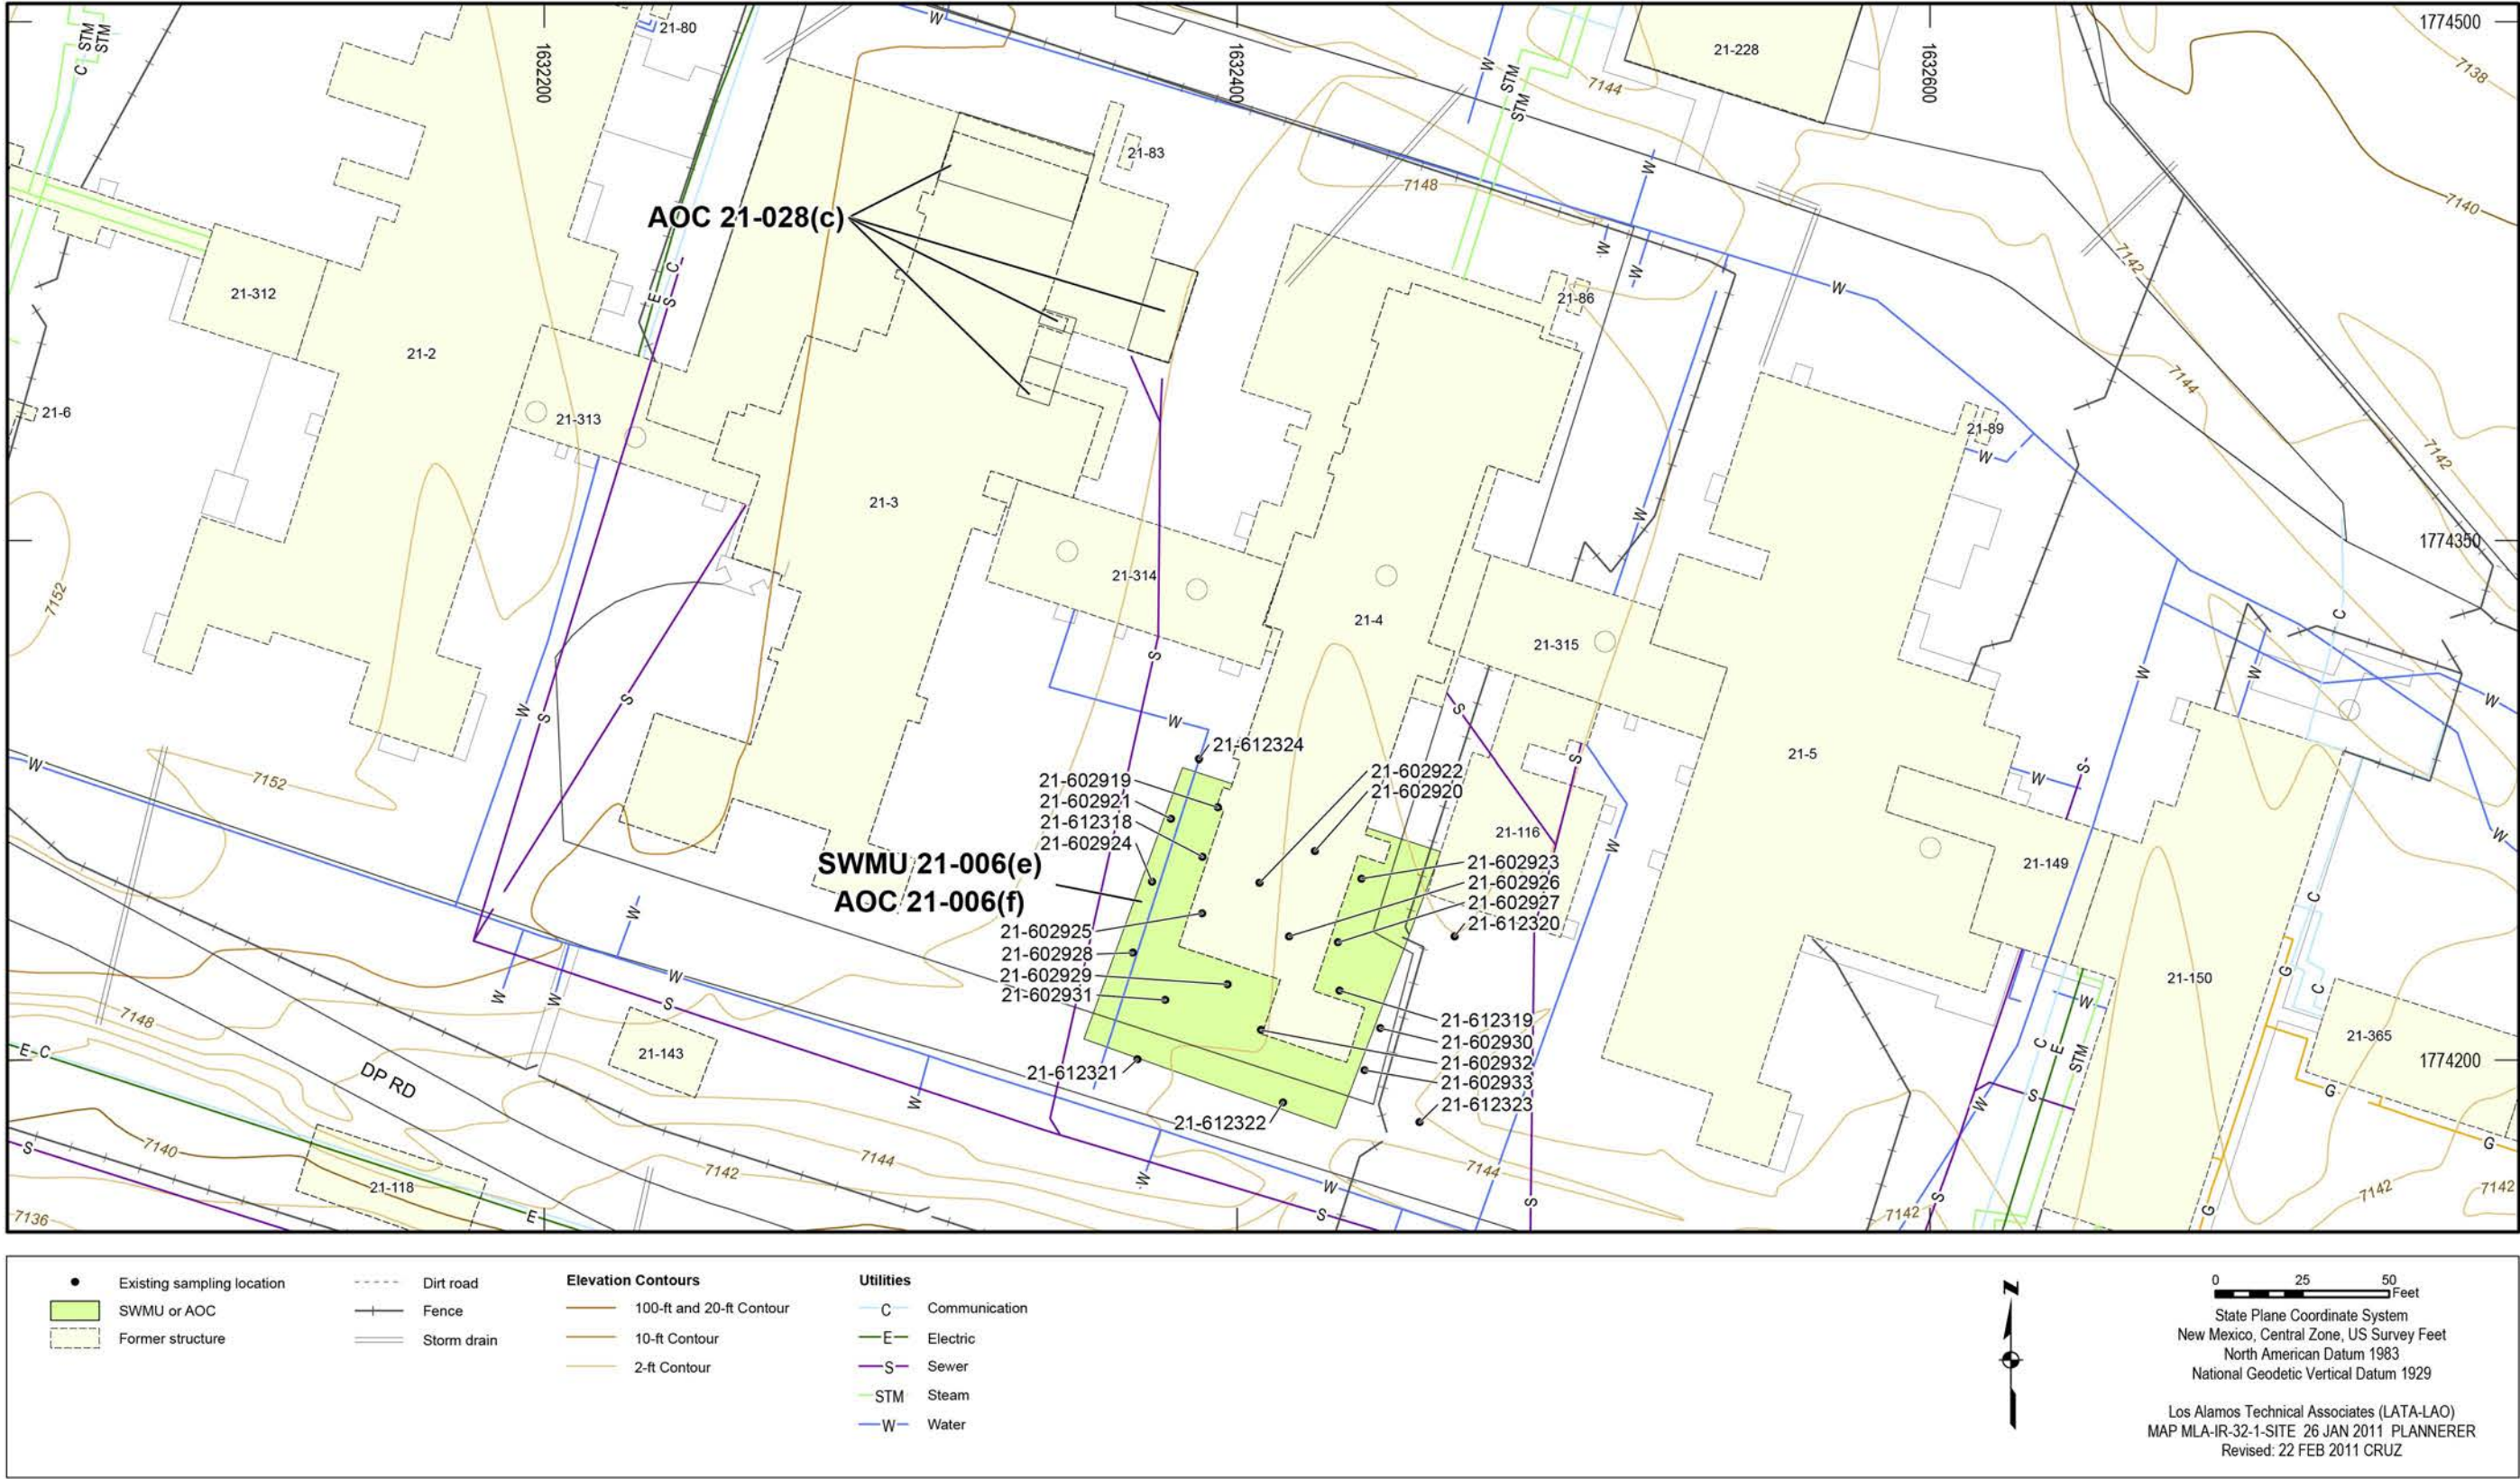 1774500
1632200
1632400
1632600
STM
STM
C
21-80
W
W
STM
STM
21-228
7144
7138
21-83
7148
W
7140
AOC 21-028(c)
C
E
S
W
W
W
7142
21-312
21-86
21-2
7144
21-6
21-313
21-89
W
7142
21-3
W
1774350
21-314
7152
21-4
21-315
C
S
S
W
W
W
S
W
W
S
S
21-5
S
W
W
7152
21-612324
21-602919
21-602921
21-612318
21-602924
21-602922
21-602920
21-116
W
W
SWMU 21-006(e)
AOC 21-006(f)
21-602923
21-602926
21-602927
21-612320
21-149
C
W
21-602925
21-602928
21-602929
21-602931
W
W
W
S
21-150
G
C
W
7148
21-612319
21-602930
21-602932
21-602933
21-612323
21-143
E
C
C
E
STM
21-365
1774200
DP RD
21-612321
21-612322
W
W
S
G
G
S
7140
7142
7144
W
7144
W
S
S
S
7142
G
7142
7142
21-118
E
7136
Existing sampling location
SWMU or AOC
Former structure
Dirt road
Fence
Storm drain
Elevation Contours
100-ft and 20-ft Contour
10-ft Contour
2-ft Contour
Utilities
C Communication
E Electric
S Sewer
STM Steam
W Water
N
0 25 50
Feet
State Plane Coordinate System
New Mexico, Central Zone, US Survey Feet
North American Datum 1983
National Geodetic Vertical Datum 1929
Los Alamos Technical Associates (LATA-LAO)
MAP MLA-IR-32-1-SITE 26 JAN 2011 PLANNERER
Revised: 22 FEB 2011 CRUZ